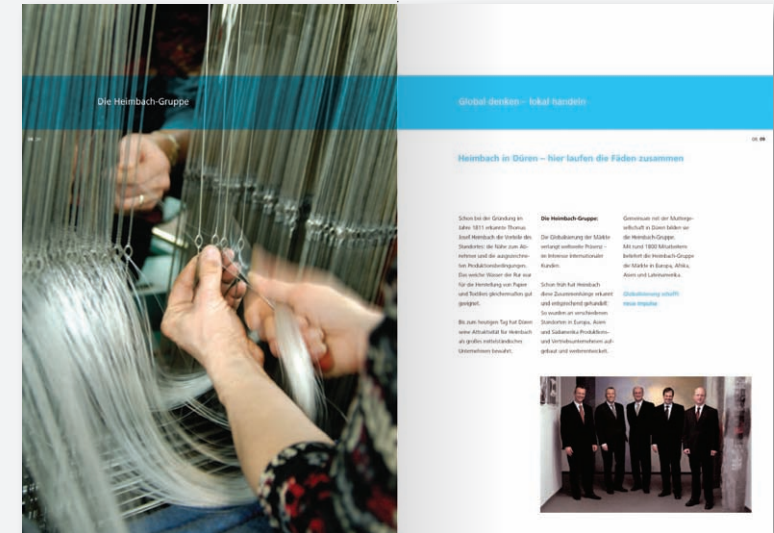 Die Heimbach-Gruppe
Global denken – lokal handeln
Heimbach in Düren – hier laufen die Fäden zusammen
Schon bei der Gründung im
Jahre 1811 erkannte Thomas
Josef Heimbach die Vorteile des
Standortes: die Nähe zum Ab-
nehmer und die ausgezeichne-
ten Produktionsbedingungen.
Das weiche Wasser der Rur war
für die Herstellung von Papier
und Textilien gleichermaßen gut
geeignet.
Bis zum heutigen Tag hat Düren
seine Attraktivität für Heimbach
als großes mittelständisches
Unternehmen bewahrt.
Die Heimbach-Gruppe:
Die Globalisierung der Märkte
verlangt weltweite Präsenz –
im Interesse internationaler
Kunden.
Schon früh hat Heimbach
diese Zusammenhänge erkannt
und entsprechend gehandelt:
So wurden an verschiedenen
Standorten in Europa, Asien
und Südamerika Produktions-
und Vertriebsunternehmen auf-
gebaut und weiterentwickelt.
Gemeinsam mit der Mutterge-
sellschaft in Düren bilden sie
die Heimbach-Gruppe.
Mit rund 1800 Mitarbeitern
beliefert die Heimbach-Gruppe
die Märkte in Europa, Afrika,
Asien und Lateinamerika.
Globalisierung schafft
neue Impulse